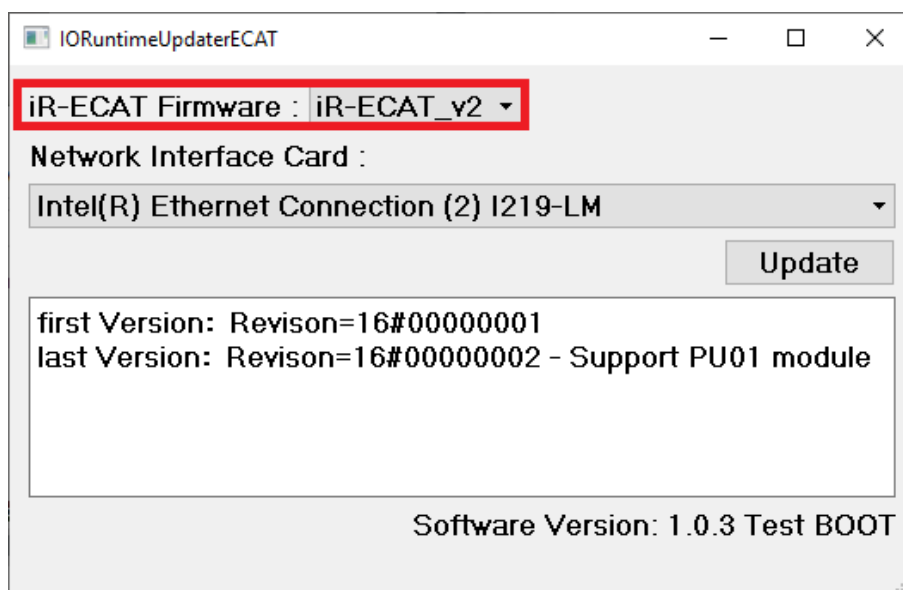 IORuntimeUpdaterECAT
iR-ECAT Firmware : iR-ECAT_v2
Network Interface Card :
Intel(R) Ethernet Connection (2) I219-LM
Update
first Version: Revison=16#00000001
last Version: Revison=16#00000002 - Support PU01 module
Software Version: 1.0.3 Test BOOT